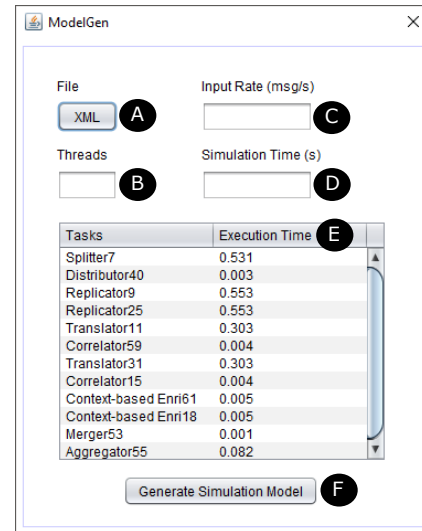 ModelGen
File
Input Rate (msg/s)
XML
A
C
Threads
Simulation Time (s)
B
D
Tasks Execution Time E
Splitter7 0.531
Distributor40 0.003
Replicator9 0.553
Replicator25 0.553
Translator11 0.303
Correlator59 0.004
Translator31 0.303
Correlator15 0.004
Context-based Enri61 0.005
Context-based Enri18 0.005
Merger53 0.001
Aggregator55 0.082
Generate Simulation Model F